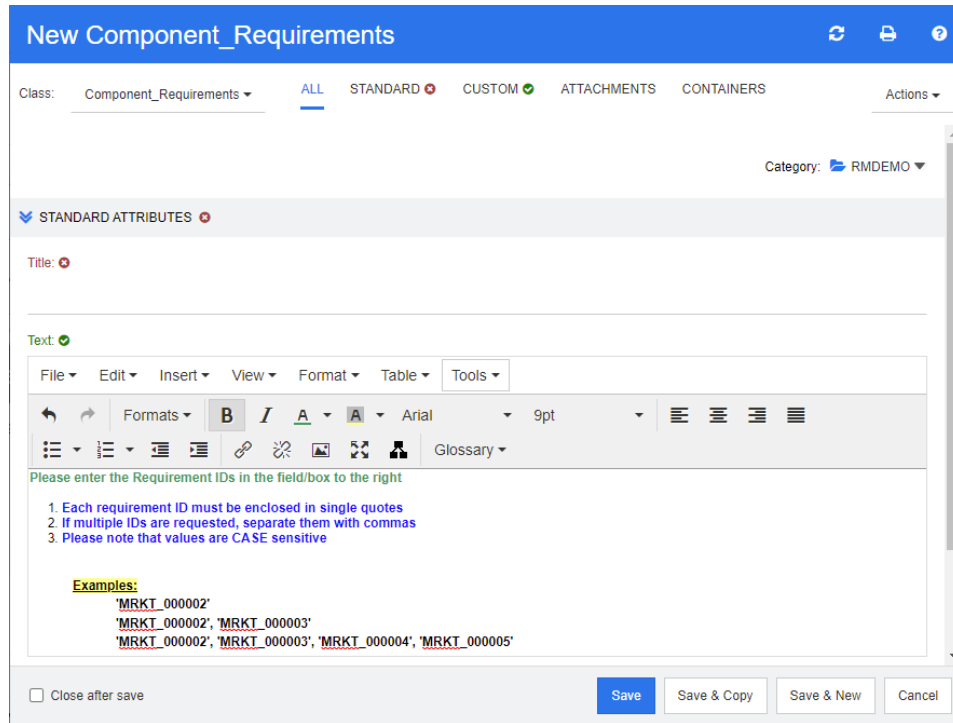 New Component_Requirements
Class: Component_Requirements ALL STANDARD CUSTOM ATTACHMENTS CONTAINERS Actions
Category: RMDEMO
STANDARD ATTRIBUTES
Title:
Text:
File Edit Insert View Format Table Tools
Formats B I A A Arial 9pt
Glossary
Please enter the Requirement IDs in the field/box to the right
1. Each requirement ID must be enclosed in single quotes
2. If multiple IDs are requested, separate them with commas
3. Please note that values are CASE sensitive
Examples:
'MRKT_000002'
'MRKT_000002', 'MRKT_000003'
'MRKT_000002', 'MRKT_000003', 'MRKT_000004', 'MRKT_000005'
Close after save Save Save & Copy Save & New Cancel